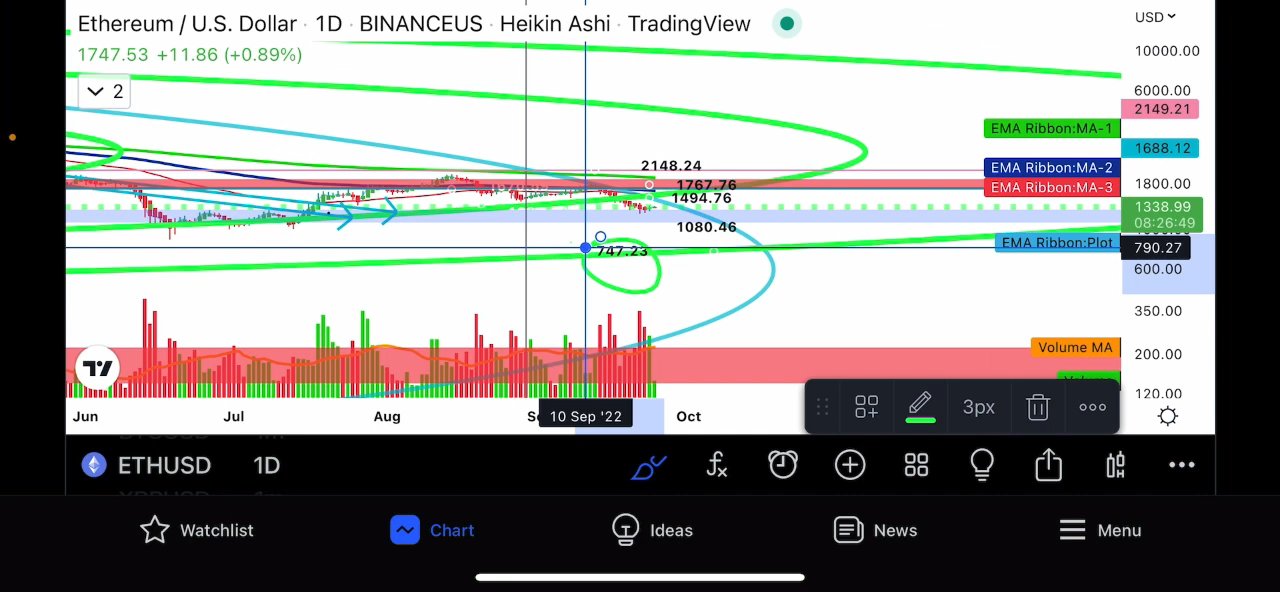 Ethereum / U.S. Dollar · 1D · BINANCEUS · Heikin Ashi · TradingView
USD
1747.53 +11.86 (+0.89%)
10000.00
2
6000.00
2149.21
EMA Ribbon:MA-1
1688.12
2148.24
EMA Ribbon:MA-2
1767.76
EMA Ribbon:MA-3
1800.00
1494.76
1338.99
08:26:49
1080.46
EMA Ribbon:Plot
790.27
747.23
600.00
350.00
Volume MA
200.00
120.00
Jun
Jul
Aug
10 Sep '22
Oct
3px
ETHUSD 1D
Watchlist
Chart
Ideas
News
Menu